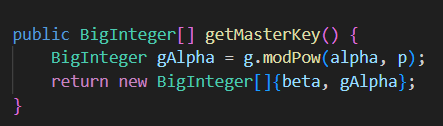 public BigInteger[] getMasterKey() {
    BigInteger gAlpha = g.modPow(alpha, p);
    return new BigInteger[]{beta, gAlpha};
}